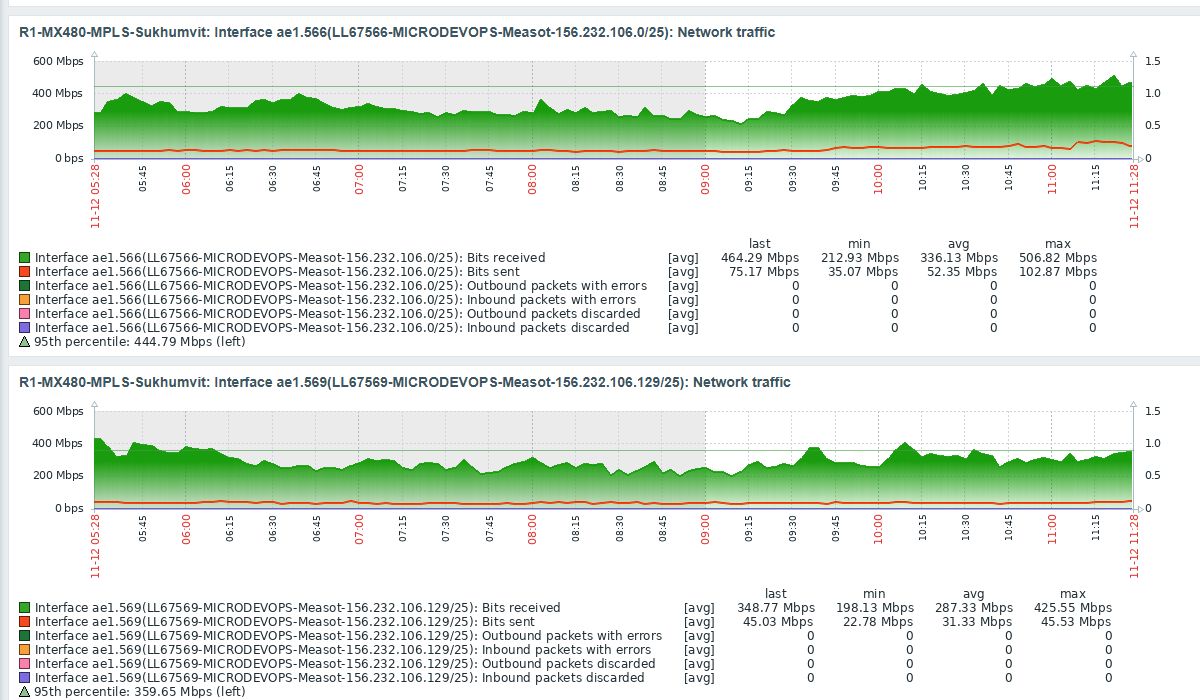 R1-MX480-MPLS-Sukhumvit: Interface ae1.566(LL67566-MICRODEVOPS-Measot-156.232.106.0/25): Network traffic
600 Mbps 1.5
400 Mbps 1.0
200 Mbps 0.5
0 bps 0
11-12 05:28 05:45 06:00 06:15 06:30 06:45 07:00 07:15 07:30 07:45 08:00 08:15 08:30 08:45 09:00 09:15 09:30 09:45 10:00 10:15 10:30 10:45 11:00 11:15 11-12 11:28
last min avg max
Interface ae1.566(LL67566-MICRODEVOPS-Measot-156.232.106.0/25): Bits received [avg] 464.29 Mbps 212.93 Mbps 336.13 Mbps 506.82 Mbps
Interface ae1.566(LL67566-MICRODEVOPS-Measot-156.232.106.0/25): Bits sent [avg] 75.17 Mbps 35.07 Mbps 52.35 Mbps 102.87 Mbps
Interface ae1.566(LL67566-MICRODEVOPS-Measot-156.232.106.0/25): Outbound packets with errors [avg] 0 0 0 0
Interface ae1.566(LL67566-MICRODEVOPS-Measot-156.232.106.0/25): Inbound packets with errors [avg] 0 0 0 0
Interface ae1.566(LL67566-MICRODEVOPS-Measot-156.232.106.0/25): Outbound packets discarded [avg] 0 0 0 0
Interface ae1.566(LL67566-MICRODEVOPS-Measot-156.232.106.0/25): Inbound packets discarded [avg] 0 0 0 0
95th percentile: 444.79 Mbps (left)
R1-MX480-MPLS-Sukhumvit: Interface ae1.569(LL67569-MICRODEVOPS-Measot-156.232.106.129/25): Network traffic
600 Mbps 1.5
400 Mbps 1.0
200 Mbps 0.5
0 bps 0
11-12 05:28 05:45 06:00 06:15 06:30 06:45 07:00 07:15 07:30 07:45 08:00 08:15 08:30 08:45 09:00 09:15 09:30 09:45 10:00 10:15 10:30 10:45 11:00 11:15 11-12 11:28
last min avg max
Interface ae1.569(LL67569-MICRODEVOPS-Measot-156.232.106.129/25): Bits received [avg] 348.77 Mbps 198.13 Mbps 287.33 Mbps 425.55 Mbps
Interface ae1.569(LL67569-MICRODEVOPS-Measot-156.232.106.129/25): Bits sent [avg] 45.03 Mbps 22.78 Mbps 31.33 Mbps 45.53 Mbps
Interface ae1.569(LL67569-MICRODEVOPS-Measot-156.232.106.129/25): Outbound packets with errors [avg] 0 0 0 0
Interface ae1.569(LL67569-MICRODEVOPS-Measot-156.232.106.129/25): Inbound packets with errors [avg] 0 0 0 0
Interface ae1.569(LL67569-MICRODEVOPS-Measot-156.232.106.129/25): Outbound packets discarded [avg] 0 0 0 0
Interface ae1.569(LL67569-MICRODEVOPS-Measot-156.232.106.129/25): Inbound packets discarded [avg] 0 0 0 0
95th percentile: 359.65 Mbps (left)